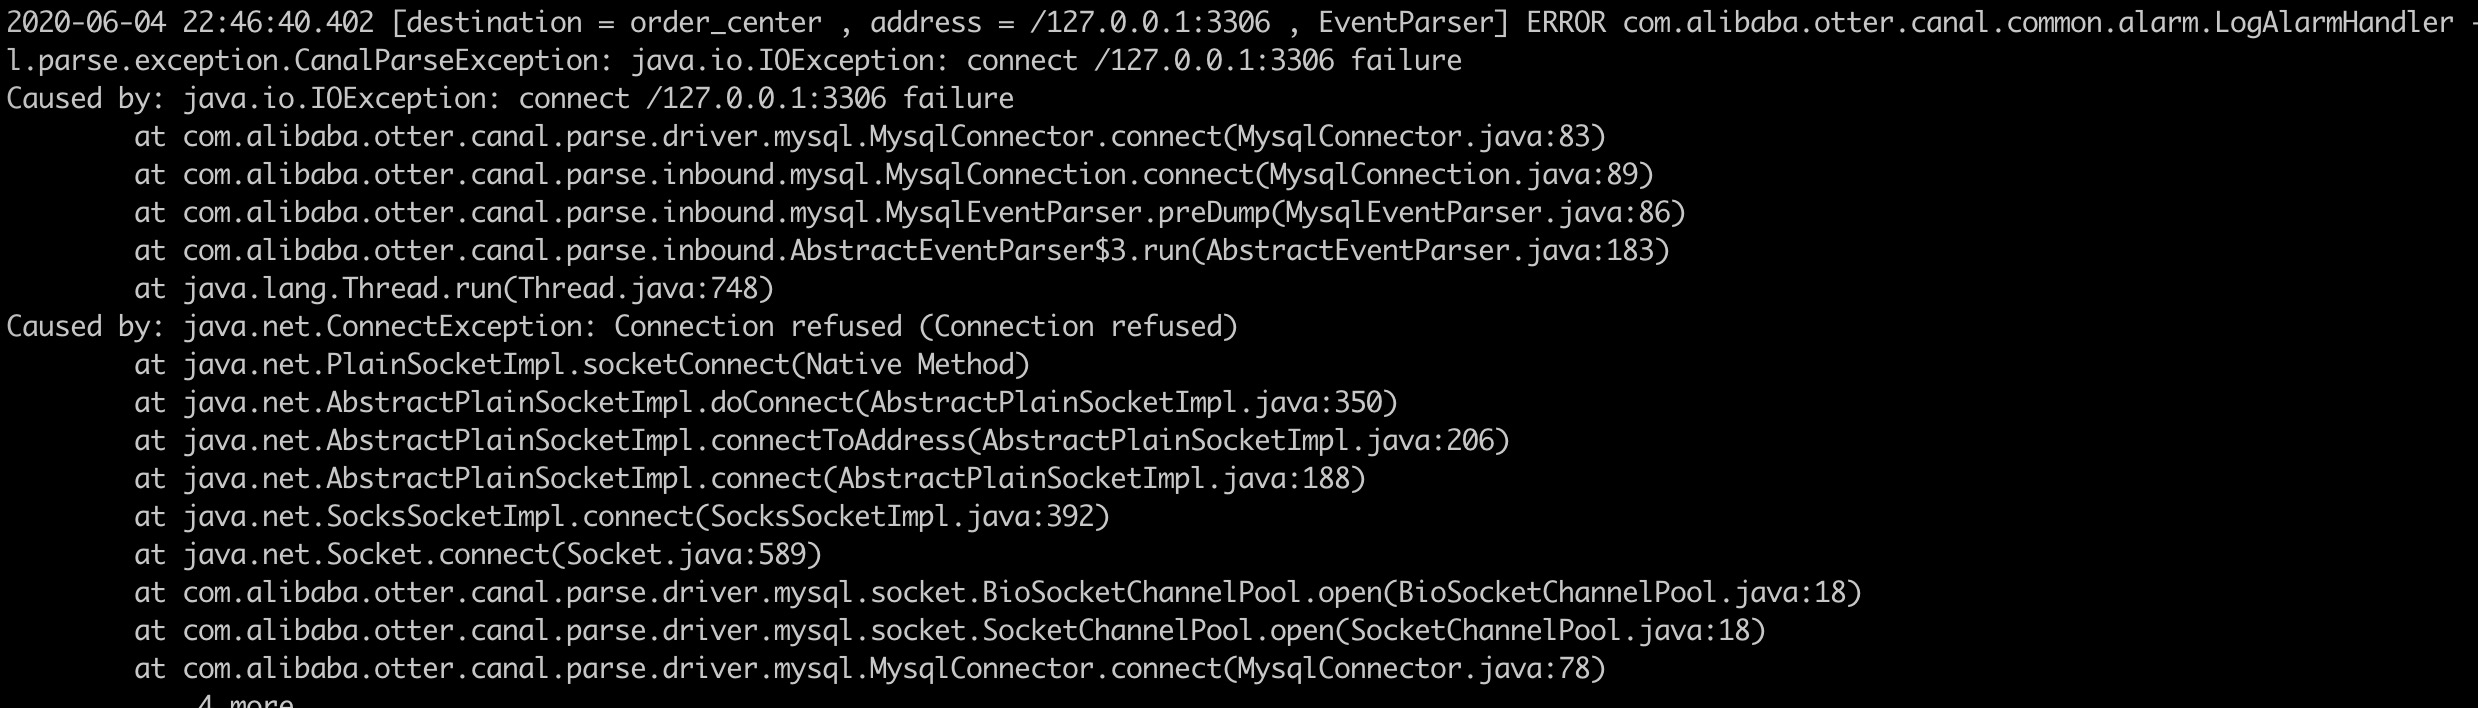 2020-06-04 22:46:40.402 [destination = order_center , address = /127.0.0.1:3306 , EventParser] ERROR com.alibaba.otter.canal.common.alarm.LogAlarmHandler -
l.parse.exception.CanalParseException: java.io.IOException: connect /127.0.0.1:3306 failure
Caused by: java.io.IOException: connect /127.0.0.1:3306 failure
        at com.alibaba.otter.canal.parse.driver.mysql.MysqlConnector.connect(MysqlConnector.java:83)
        at com.alibaba.otter.canal.parse.inbound.mysql.MysqlConnection.connect(MysqlConnection.java:89)
        at com.alibaba.otter.canal.parse.inbound.mysql.MysqlEventParser.preDump(MysqlEventParser.java:86)
        at com.alibaba.otter.canal.parse.inbound.AbstractEventParser$3.run(AbstractEventParser.java:183)
        at java.lang.Thread.run(Thread.java:748)
Caused by: java.net.ConnectException: Connection refused (Connection refused)
        at java.net.PlainSocketImpl.socketConnect(Native Method)
        at java.net.AbstractPlainSocketImpl.doConnect(AbstractPlainSocketImpl.java:350)
        at java.net.AbstractPlainSocketImpl.connectToAddress(AbstractPlainSocketImpl.java:206)
        at java.net.AbstractPlainSocketImpl.connect(AbstractPlainSocketImpl.java:188)
        at java.net.SocksSocketImpl.connect(SocksSocketImpl.java:392)
        at java.net.Socket.connect(Socket.java:589)
        at com.alibaba.otter.canal.parse.driver.mysql.socket.BioSocketChannelPool.open(BioSocketChannelPool.java:18)
        at com.alibaba.otter.canal.parse.driver.mysql.socket.SocketChannelPool.open(SocketChannelPool.java:18)
        at com.alibaba.otter.canal.parse.driver.mysql.MysqlConnector.connect(MysqlConnector.java:78)
            4 more